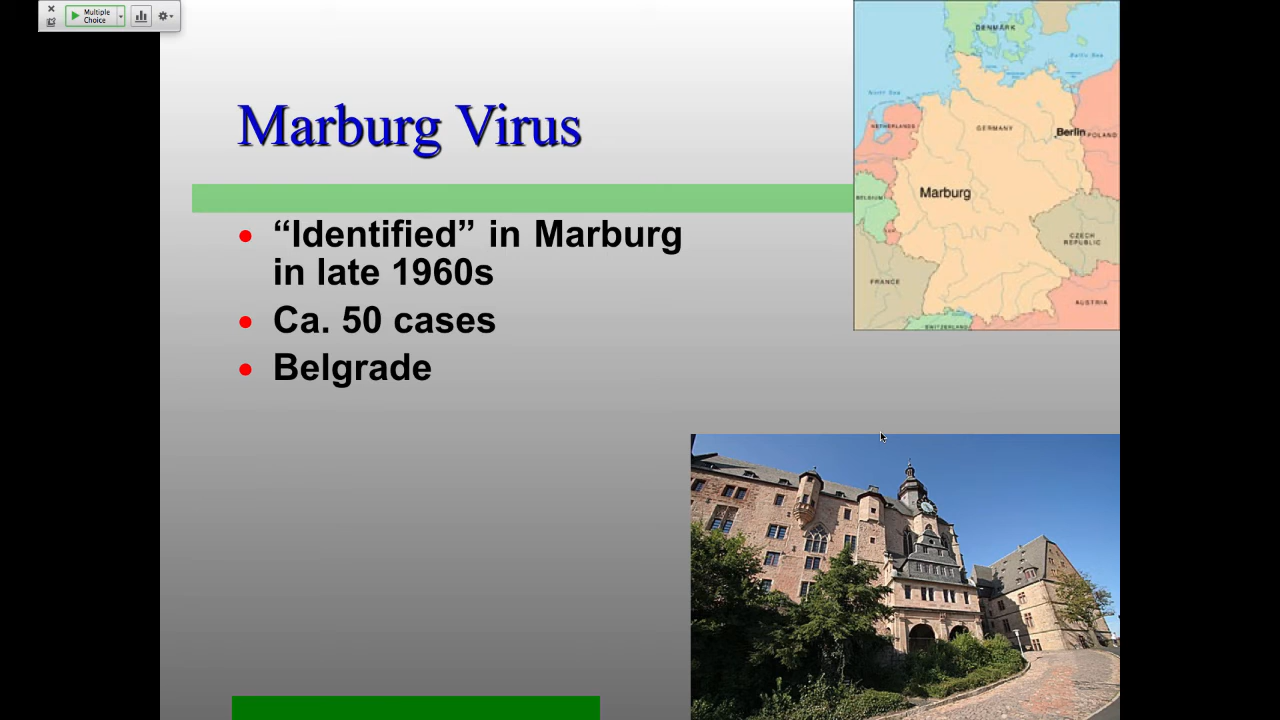 Multiple
Choice
Marburg Virus
“Identified” in Marburg
in late 1960s
Ca. 50 cases
Belgrade
DENMARK
Baltic Sea
North Sea
NETHERLANDS
GERMANY
Berlin
POLAND
Marburg
BELGIUM
LUX
CZECH
REPUBLIC
FRANCE
AUSTRIA
SWITZERLAND